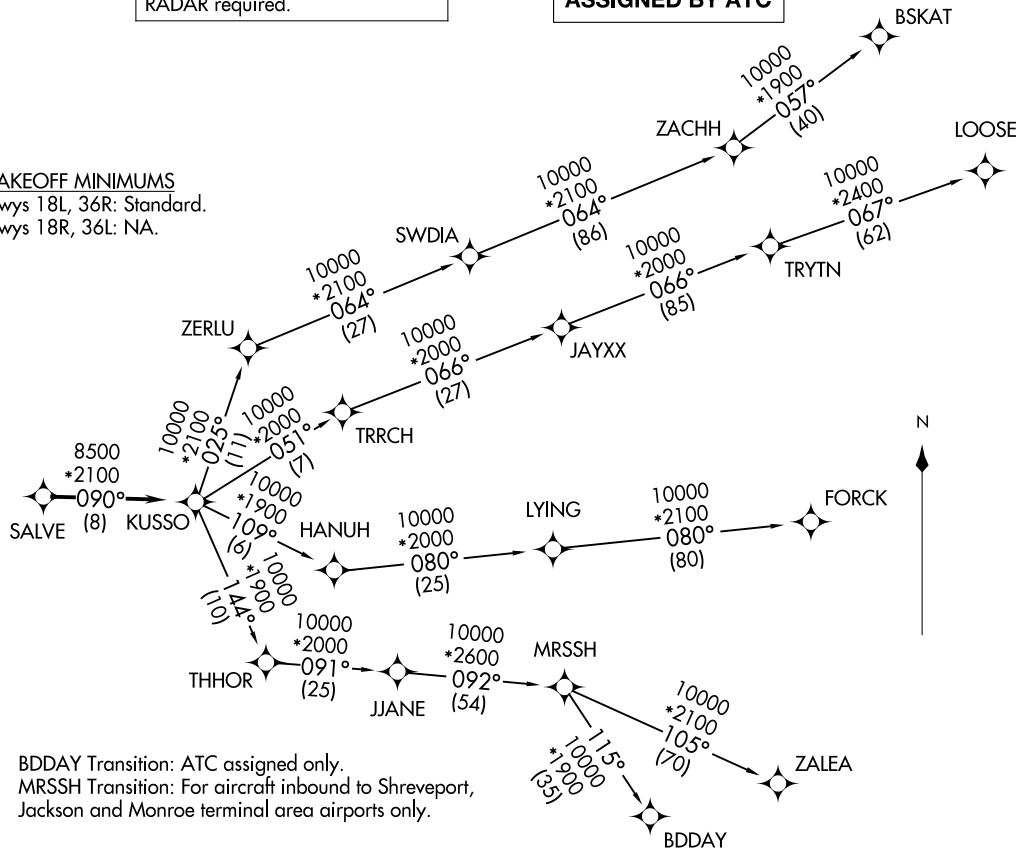 RADAR required.
ASSIGNED BY ATC
BSKAT
10000
*1900
057°
(40)
ZACHH
LOOSE
AKEOFF MINIMUMS
wys 18L, 36R: Standard.
wys 18R, 36L: NA.
10000
*2100
064°
(86)
10000
*2400
067°
(62)
SWDIA
TRYTN
10000
*2100
064°
(27)
10000
*2000
066°
(85)
ZERLU
JAYXX
10000
*2000
066°
(27)
10000
*2100
025°
(11)
10000
*2000
051°
(7)
TRRCH
N
8500
*2100
090°
(8)
SALVE
KUSSO
10000
*1900
109°
(6)
HANUH
10000
*2000
080°
(25)
LYING
10000
*2100
080°
(80)
FORCK
10000
*1900
144°
(10)
THHOR
10000
*2000
091°
(25)
JJANE
10000
*2600
092°
(54)
MRSSH
10000
*2100
105°
(70)
ZALEA
115°
10000
*1900
(35)
BDDAY
BDDAY Transition: ATC assigned only.
MRSSH Transition: For aircraft inbound to Shreveport,
Jackson and Monroe terminal area airports only.